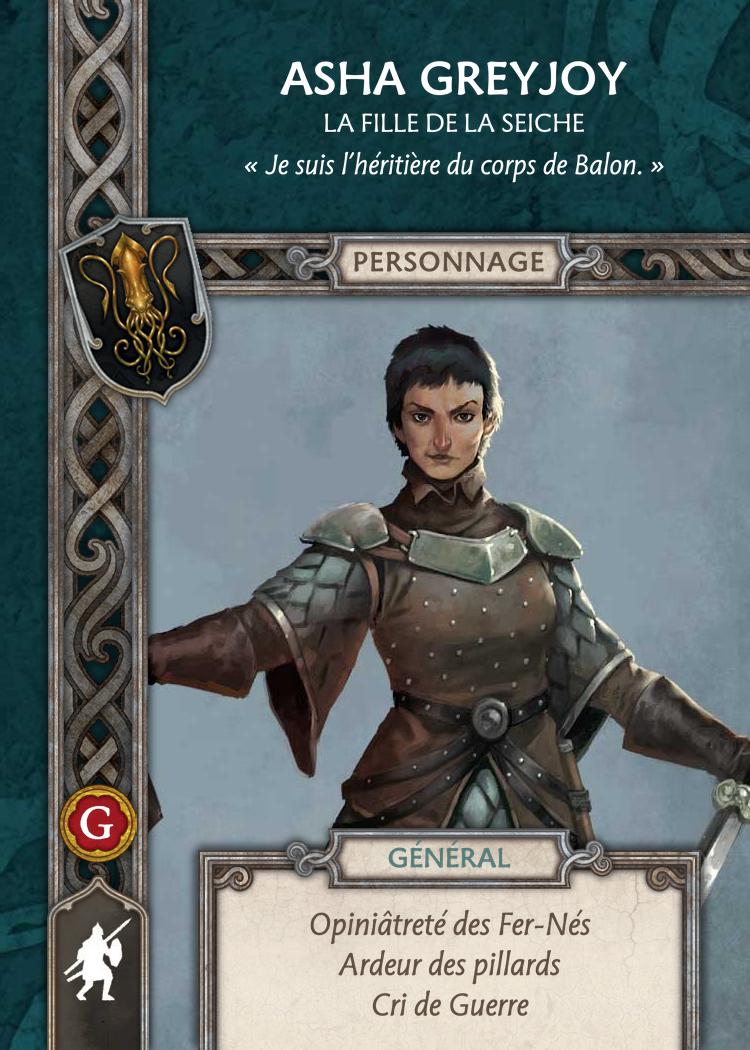 ASHA GREYJOY
LA FILLE DE LA SEICHE
« Je suis l'héritière du corps de Balon. »
PERSONNAGE
G
GÉNÉRAL
Opiniâtreté des Fer-Nés
Ardeur des pillards
Cri de Guerre